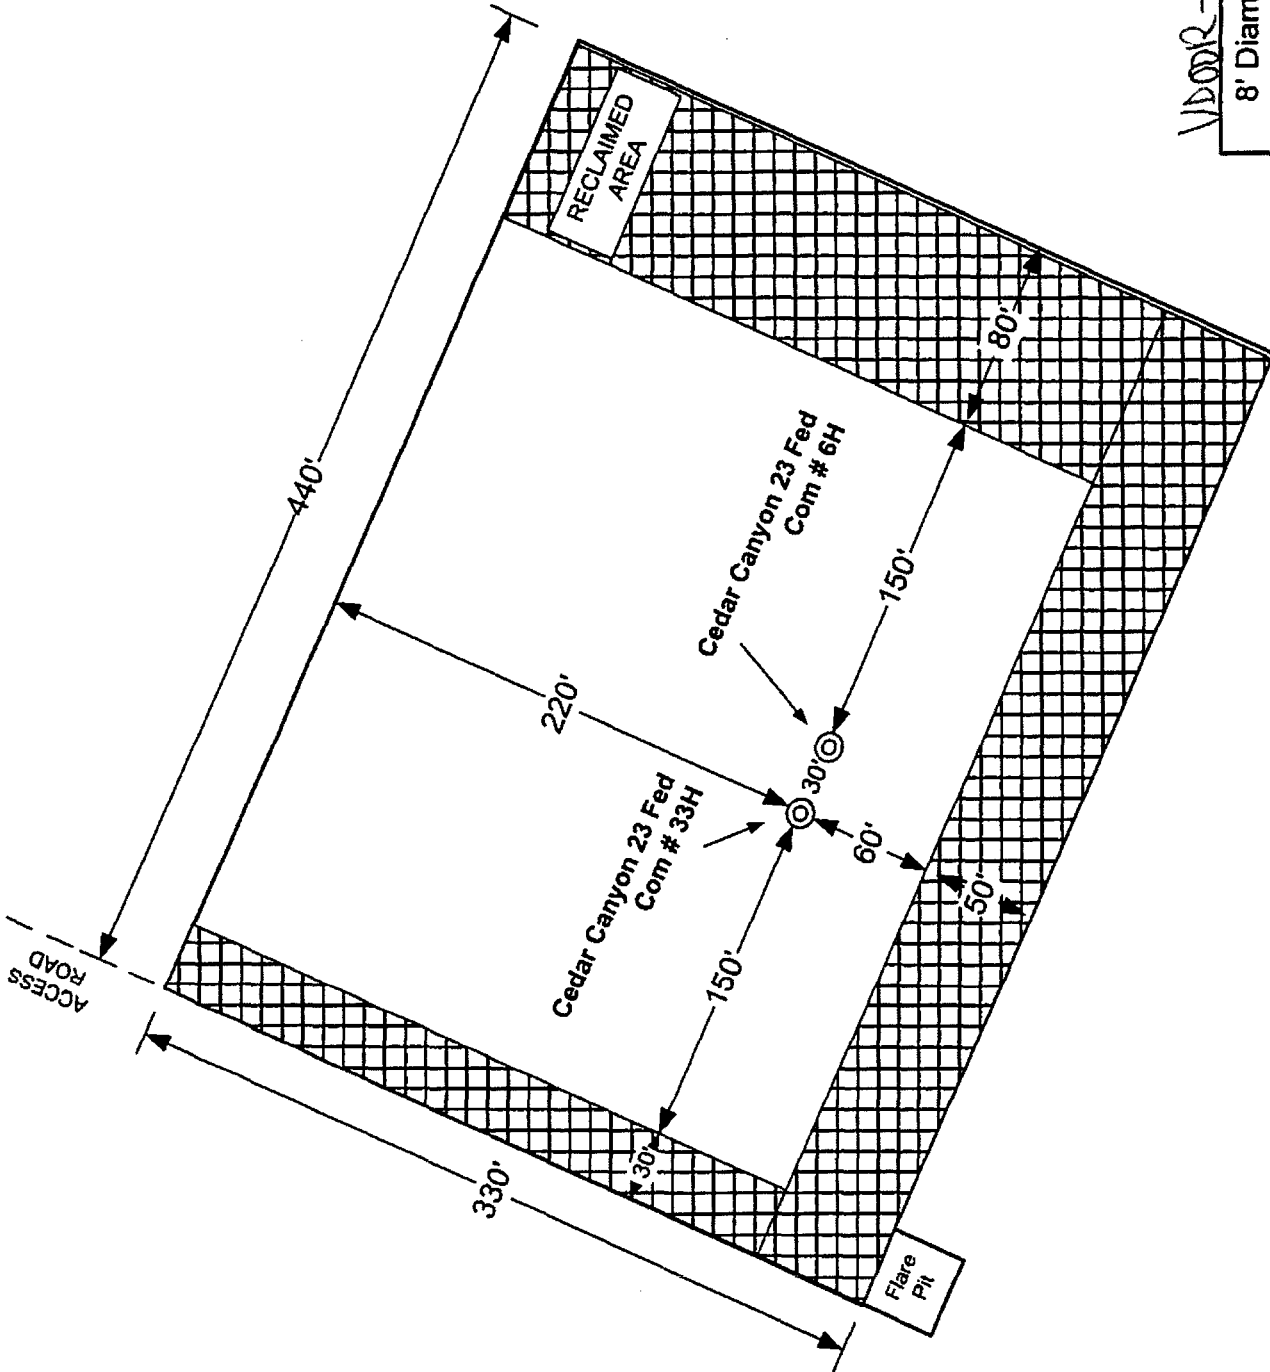 VDOOR-
8' Diam
RECLAIMED
AREA
440'
ACCESS
ROAD
80'
Cedar Canyon 23 Fed
Com # 6H
150'
220'
30'
Cedar Canyon 23 Fed
Com # 33H
60'
50'
150'
30'
330'
Flare
Pit